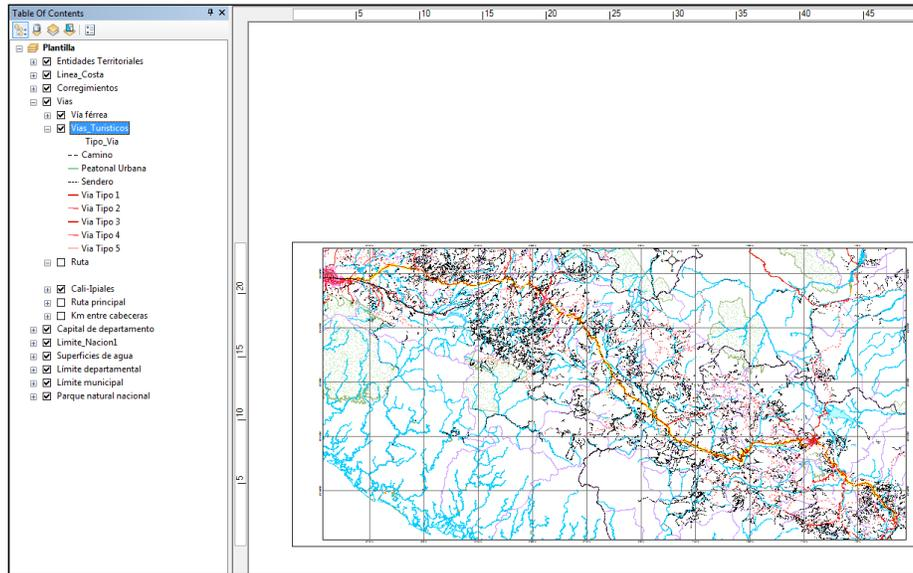 Table Of Contents
Plantilla
Entidades Territoriales
Linea_Costa
Corregimientos
Vias
Vía férrea
Vias_Turisticos
Tipo_Via
Camino
Peatonal Urbana
Sendero
Via Tipo 1
Via Tipo 2
Via Tipo 3
Via Tipo 4
Via Tipo 5
Ruta
Cali-Ipiales
Ruta principal
Km entre cabeceras
Capital de departamento
Limite_Nacion1
Superficies de agua
Límite departamental
Límite municipal
Parque natural nacional
5 10 15 20 25 30 35 40 45
20
15
10
5